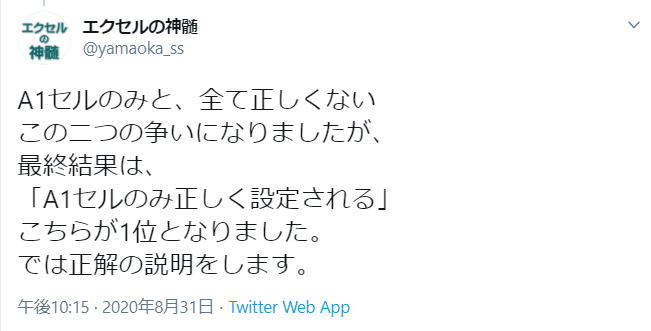 エクセル
の
神髄
エクセルの神髄
@yamaoka_ss
A1セルのみと、全て正しくない
この二つの争いになりましたが、
最終結果は、
「A1セルのみ正しく設定される」
こちらが1位となりました。
では正解の説明をします。
午後10:15 · 2020年8月31日 · Twitter Web App